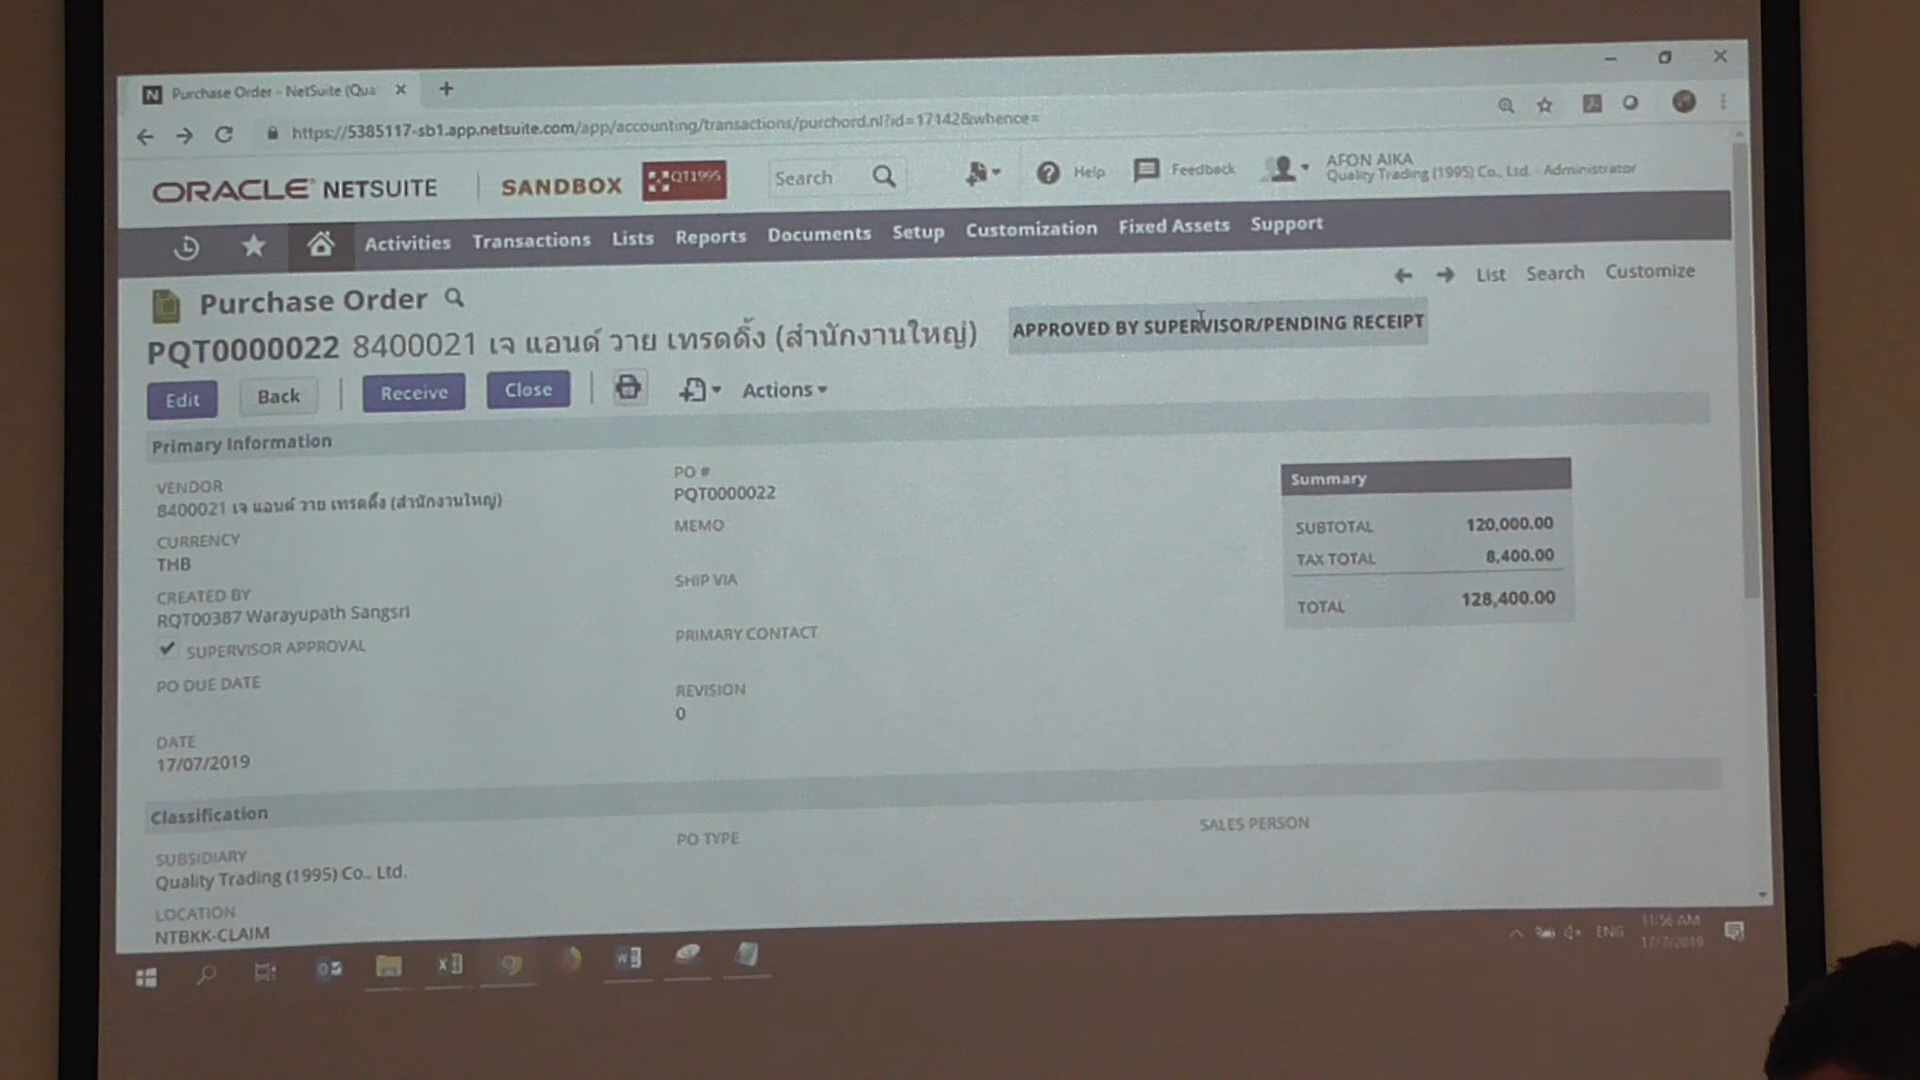 Purchase Order - NetSuite (Qua
https://5385117-sb1.app.netsuite.com/app/accounting/transactions/purchord.nl?id=17142&whence=
ORACLE NETSUITE SANDBOX QT1995 Search Help Feedback AFON AIKA
Quality Trading (1995) Co., Ltd. - Administrator
Activities Transactions Lists Reports Documents Setup Customization Fixed Assets Support
List Search Customize
Purchase Order
PQT0000022 8400021 เจ แอนด์ วาย เทรดดิ้ง (สำนักงานใหญ่) APPROVED BY SUPERVISOR/PENDING RECEIPT
Edit Back Receive Close Actions
Primary Information
VENDOR
8400021 เจ แอนด์ วาย เทรดดิ้ง (สำนักงานใหญ่)
CURRENCY
THB
CREATED BY
RQT00387 Warayupath Sangsri
SUPERVISOR APPROVAL
PO DUE DATE
DATE
17/07/2019
PO #
PQT0000022
MEMO
SHIP VIA
PRIMARY CONTACT
REVISION
0
Summary
SUBTOTAL 120,000.00
TAX TOTAL 8,400.00
TOTAL 128,400.00
Classification
SUBSIDIARY
Quality Trading (1995) Co., Ltd.
LOCATION
NTBKK-CLAIM
PO TYPE
SALES PERSON
ENG
11:56 AM
17/7/2019